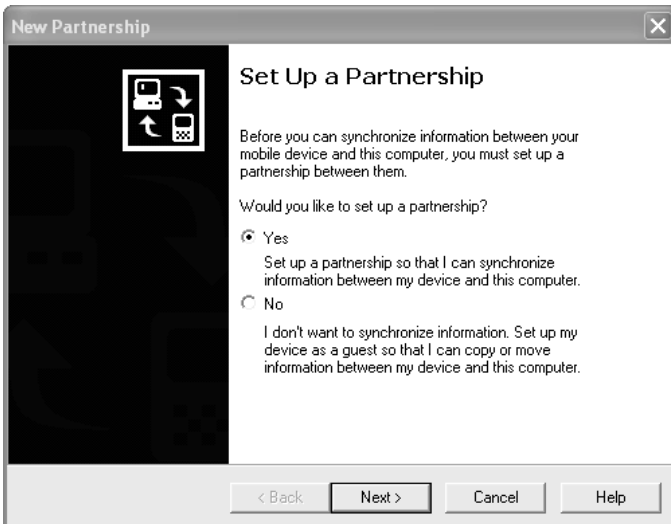 New Partnership
Set Up a Partnership
Before you can synchronize information between your
mobile device and this computer, you must set up a
partnership between them.
Would you like to set up a partnership?
Yes
Set up a partnership so that I can synchronize
information between my device and this computer.
No
I don't want to synchronize information. Set up my
device as a guest so that I can copy or move
information between my device and this computer.
< Back Next > Cancel Help